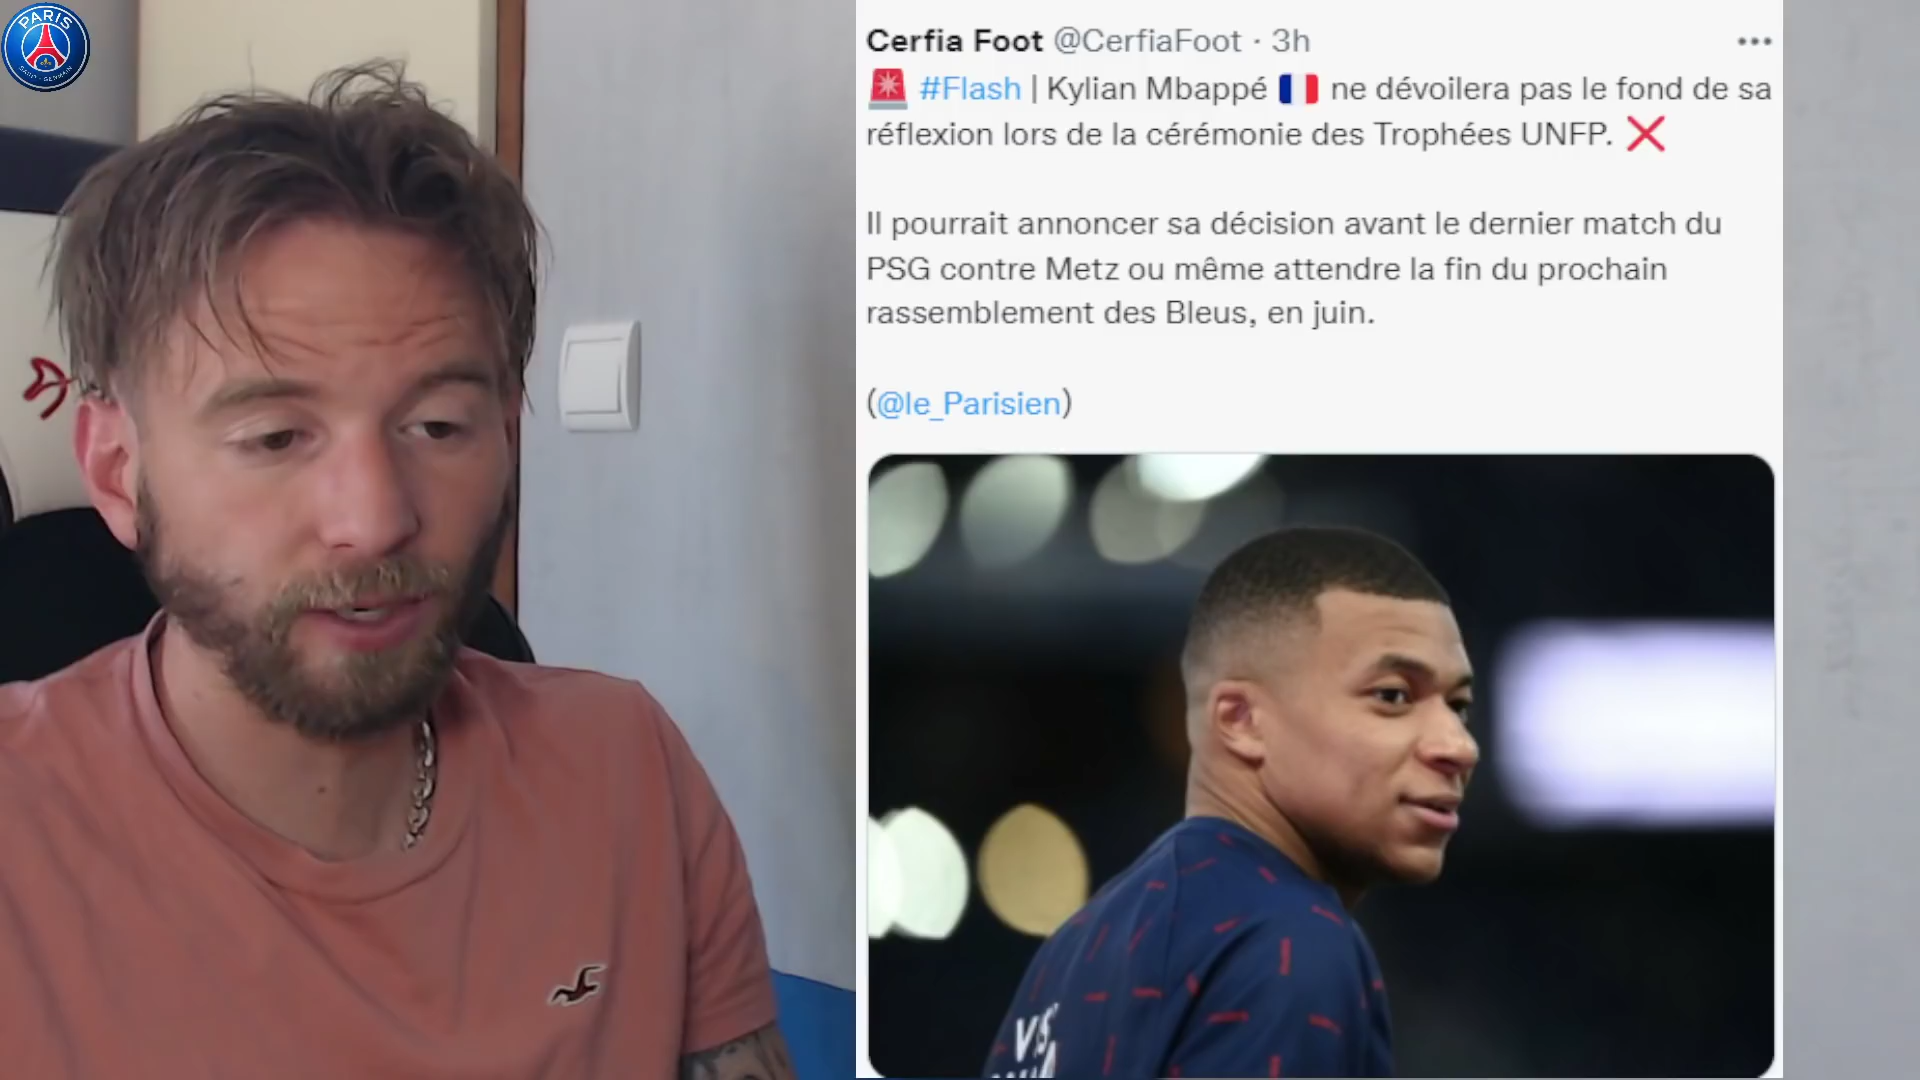 PARIS
SAINT-GERMAIN
Cerfia Foot @CerfiaFoot · 3h
🚨 #Flash | Kylian Mbappé 🇫🇷 ne dévoilera pas le fond de sa
réflexion lors de la cérémonie des Trophées UNFP. ❌
Il pourrait annoncer sa décision avant le dernier match du
PSG contre Metz ou même attendre la fin du prochain
rassemblement des Bleus, en juin.
(@le_Parisien)